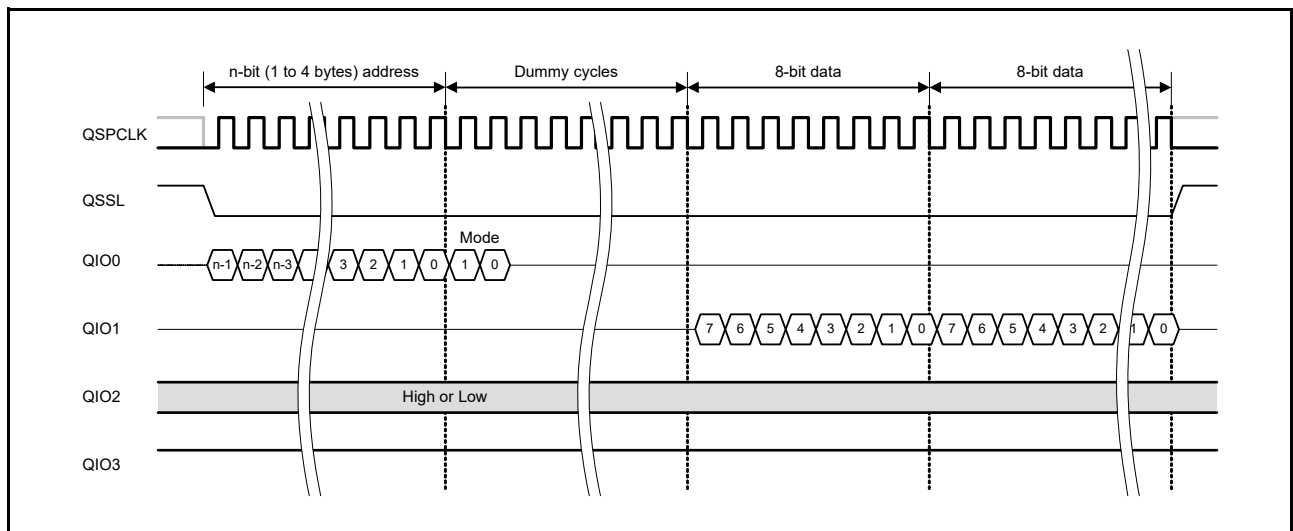 n-bit (1 to 4 bytes) address Dummy cycles 8-bit data 8-bit data
QSPCLK
QSSL
Mode
QIO0 n-1 n-2 n-3 3 2 1 0 1 0
QIO1 7 6 5 4 3 2 1 0 7 6 5 4 3 2 1 0
QIO2 High or Low
QIO3